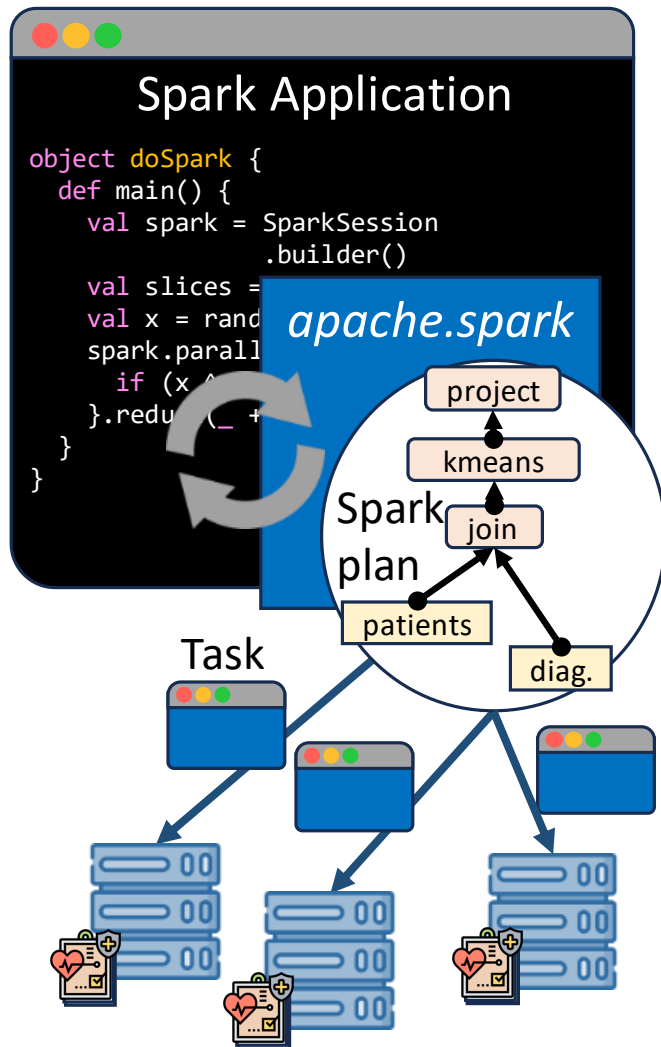 Spark Application
object doSpark {
def main() {
val spark = SparkSession
.builder()
val slices =
val x = rand
spark.parall
if (x ^
}.redu (_ +
}
}
apache.spark
project
kmeans
join
Spark
plan
patients
diag.
Task